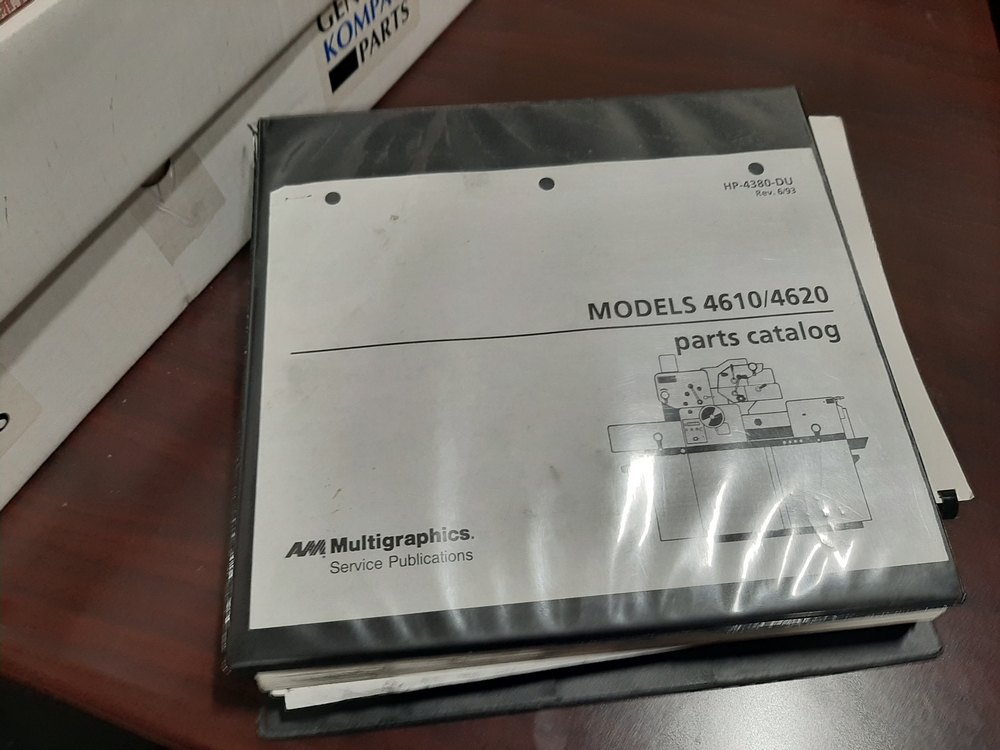 KOMPA
PARTS
HP-4380-DU
Rev. 6/93
MODELS 4610/4620
parts catalog
AM Multigraphics.
Service Publications